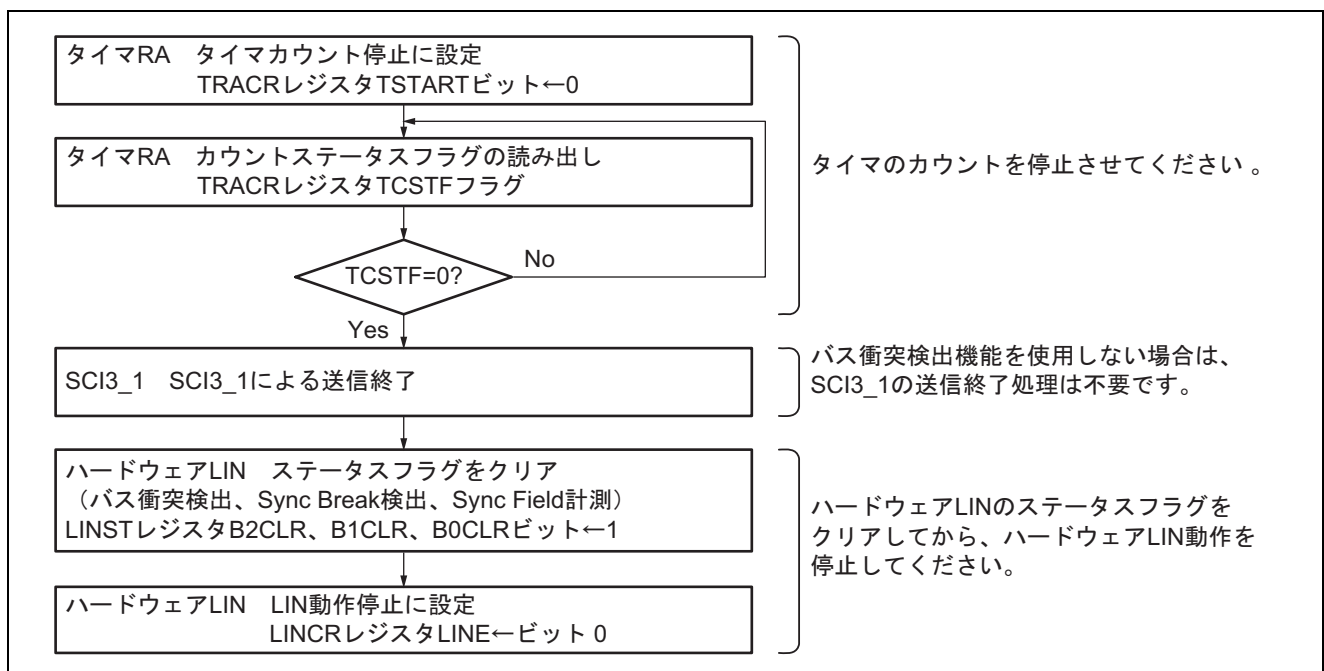 タイマRA　タイマカウント停止に設定
TRACRレジスタTSTARTビット←0
タイマRA　カウントステータスフラグの読み出し
TRACRレジスタTCSTFフラグ
タイマのカウントを停止させてください 。
TCSTF=0?
No
Yes
SCI3_1　SCI3_1による送信終了
バス衝突検出機能を使用しない場合は、
SCI3_1の送信終了処理は不要です。
ハードウェアLIN　ステータスフラグをクリア
（バス衝突検出、Sync Break検出、Sync Field計測）
LINSTレジスタB2CLR、B1CLR、B0CLRビット←1
ハードウェアLINのステータスフラグを
クリアしてから、ハードウェアLIN動作を
停止してください。
ハードウェアLIN　LIN動作停止に設定
LINCRレジスタLINE←ビット 0